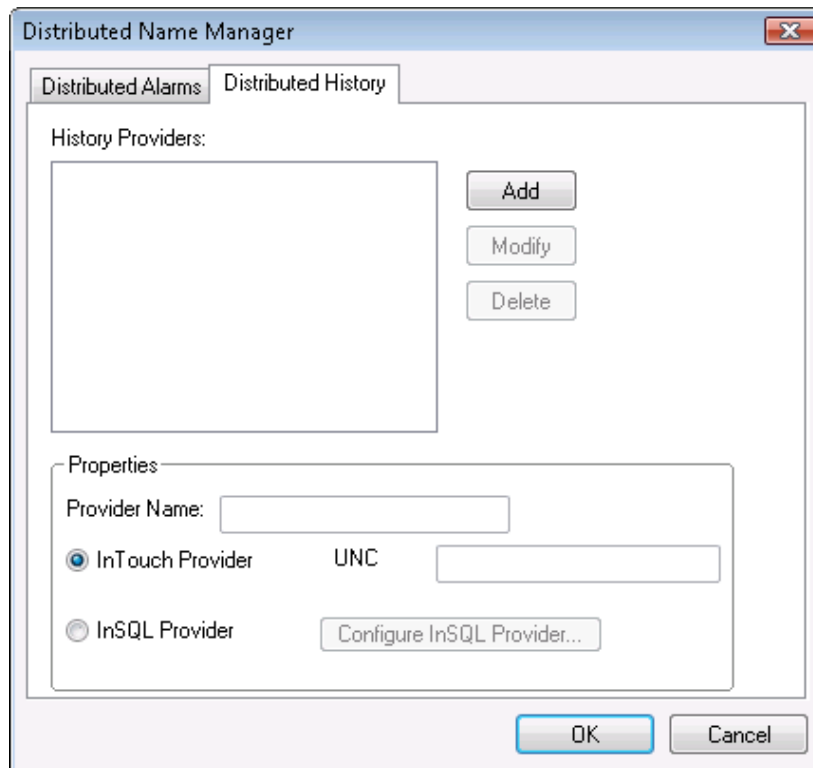 Distributed Name Manager
Distributed Alarms
Distributed History
History Providers:
Add
Modify
Delete
Properties
Provider Name:
InTouch Provider
UNC
InSQL Provider
Configure InSQL Provider...
OK
Cancel